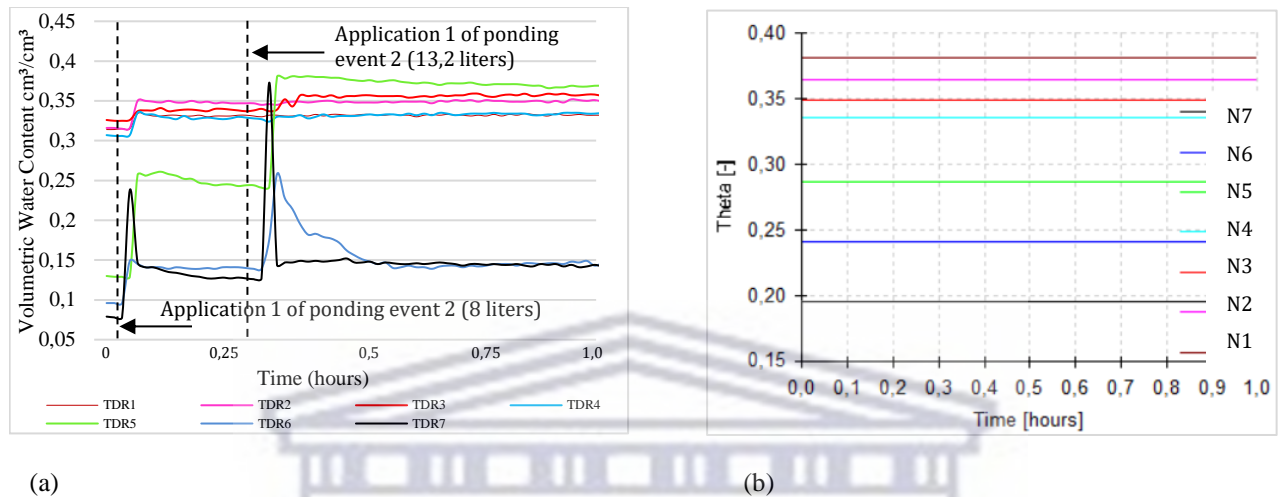 0,45
0,4
0,35
0,3
0,25
0,2
0,15
0,1
0,05
Volumetric Water Content cm³/cm³
Application 1 of ponding
event 2 (13,2 liters)
Application 1 of ponding event 2 (8 liters)
0 0,25 0,5 0,75 1,0
Time (hours)
TDR1 TDR2 TDR3 TDR4
TDR5 TDR6 TDR7
(a)
0,40
0,35
0,30
0,25
0,20
0,15
Theta [-]
N7
N6
N5
N4
N3
N2
N1
0,0 0,1 0,2 0,3 0,4 0,5 0,6 0,7 0,8 0,9 1,0
Time [hours]
(b)